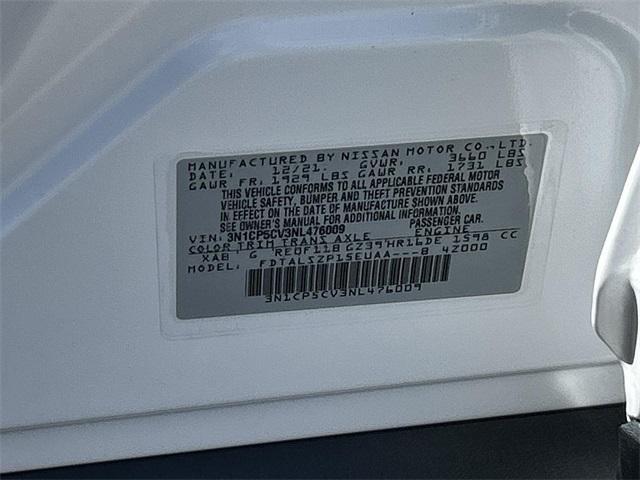 MANUFACTURED BY NISSAN MOTOR CO.,LTD.
DATE: 12/21. GVWR: 3660 LBS
GAWR FR: 1929 LBS GAWR RR: 1731 LBS
THIS VEHICLE CONFORMS TO ALL APPLICABLE FEDERAL MOTOR
VEHICLE SAFETY, BUMPER AND THEFT PREVENTION STANDARDS
IN EFFECT ON THE DATE OF MANUFACTURE SHOWN ABOVE.
SEE OWNER'S MANUAL FOR ADDITIONAL INFORMATION
VIN: 3N1CP5CV3NL476009 PASSENGER CAR.
COLOR TRIM TRANS AXLE ENGINE
XAB G RE0F11B GZ39 HR16DE 1598 CC
FDTALSZP15EUAA---B 42000
3N1CP5CV3NL476009